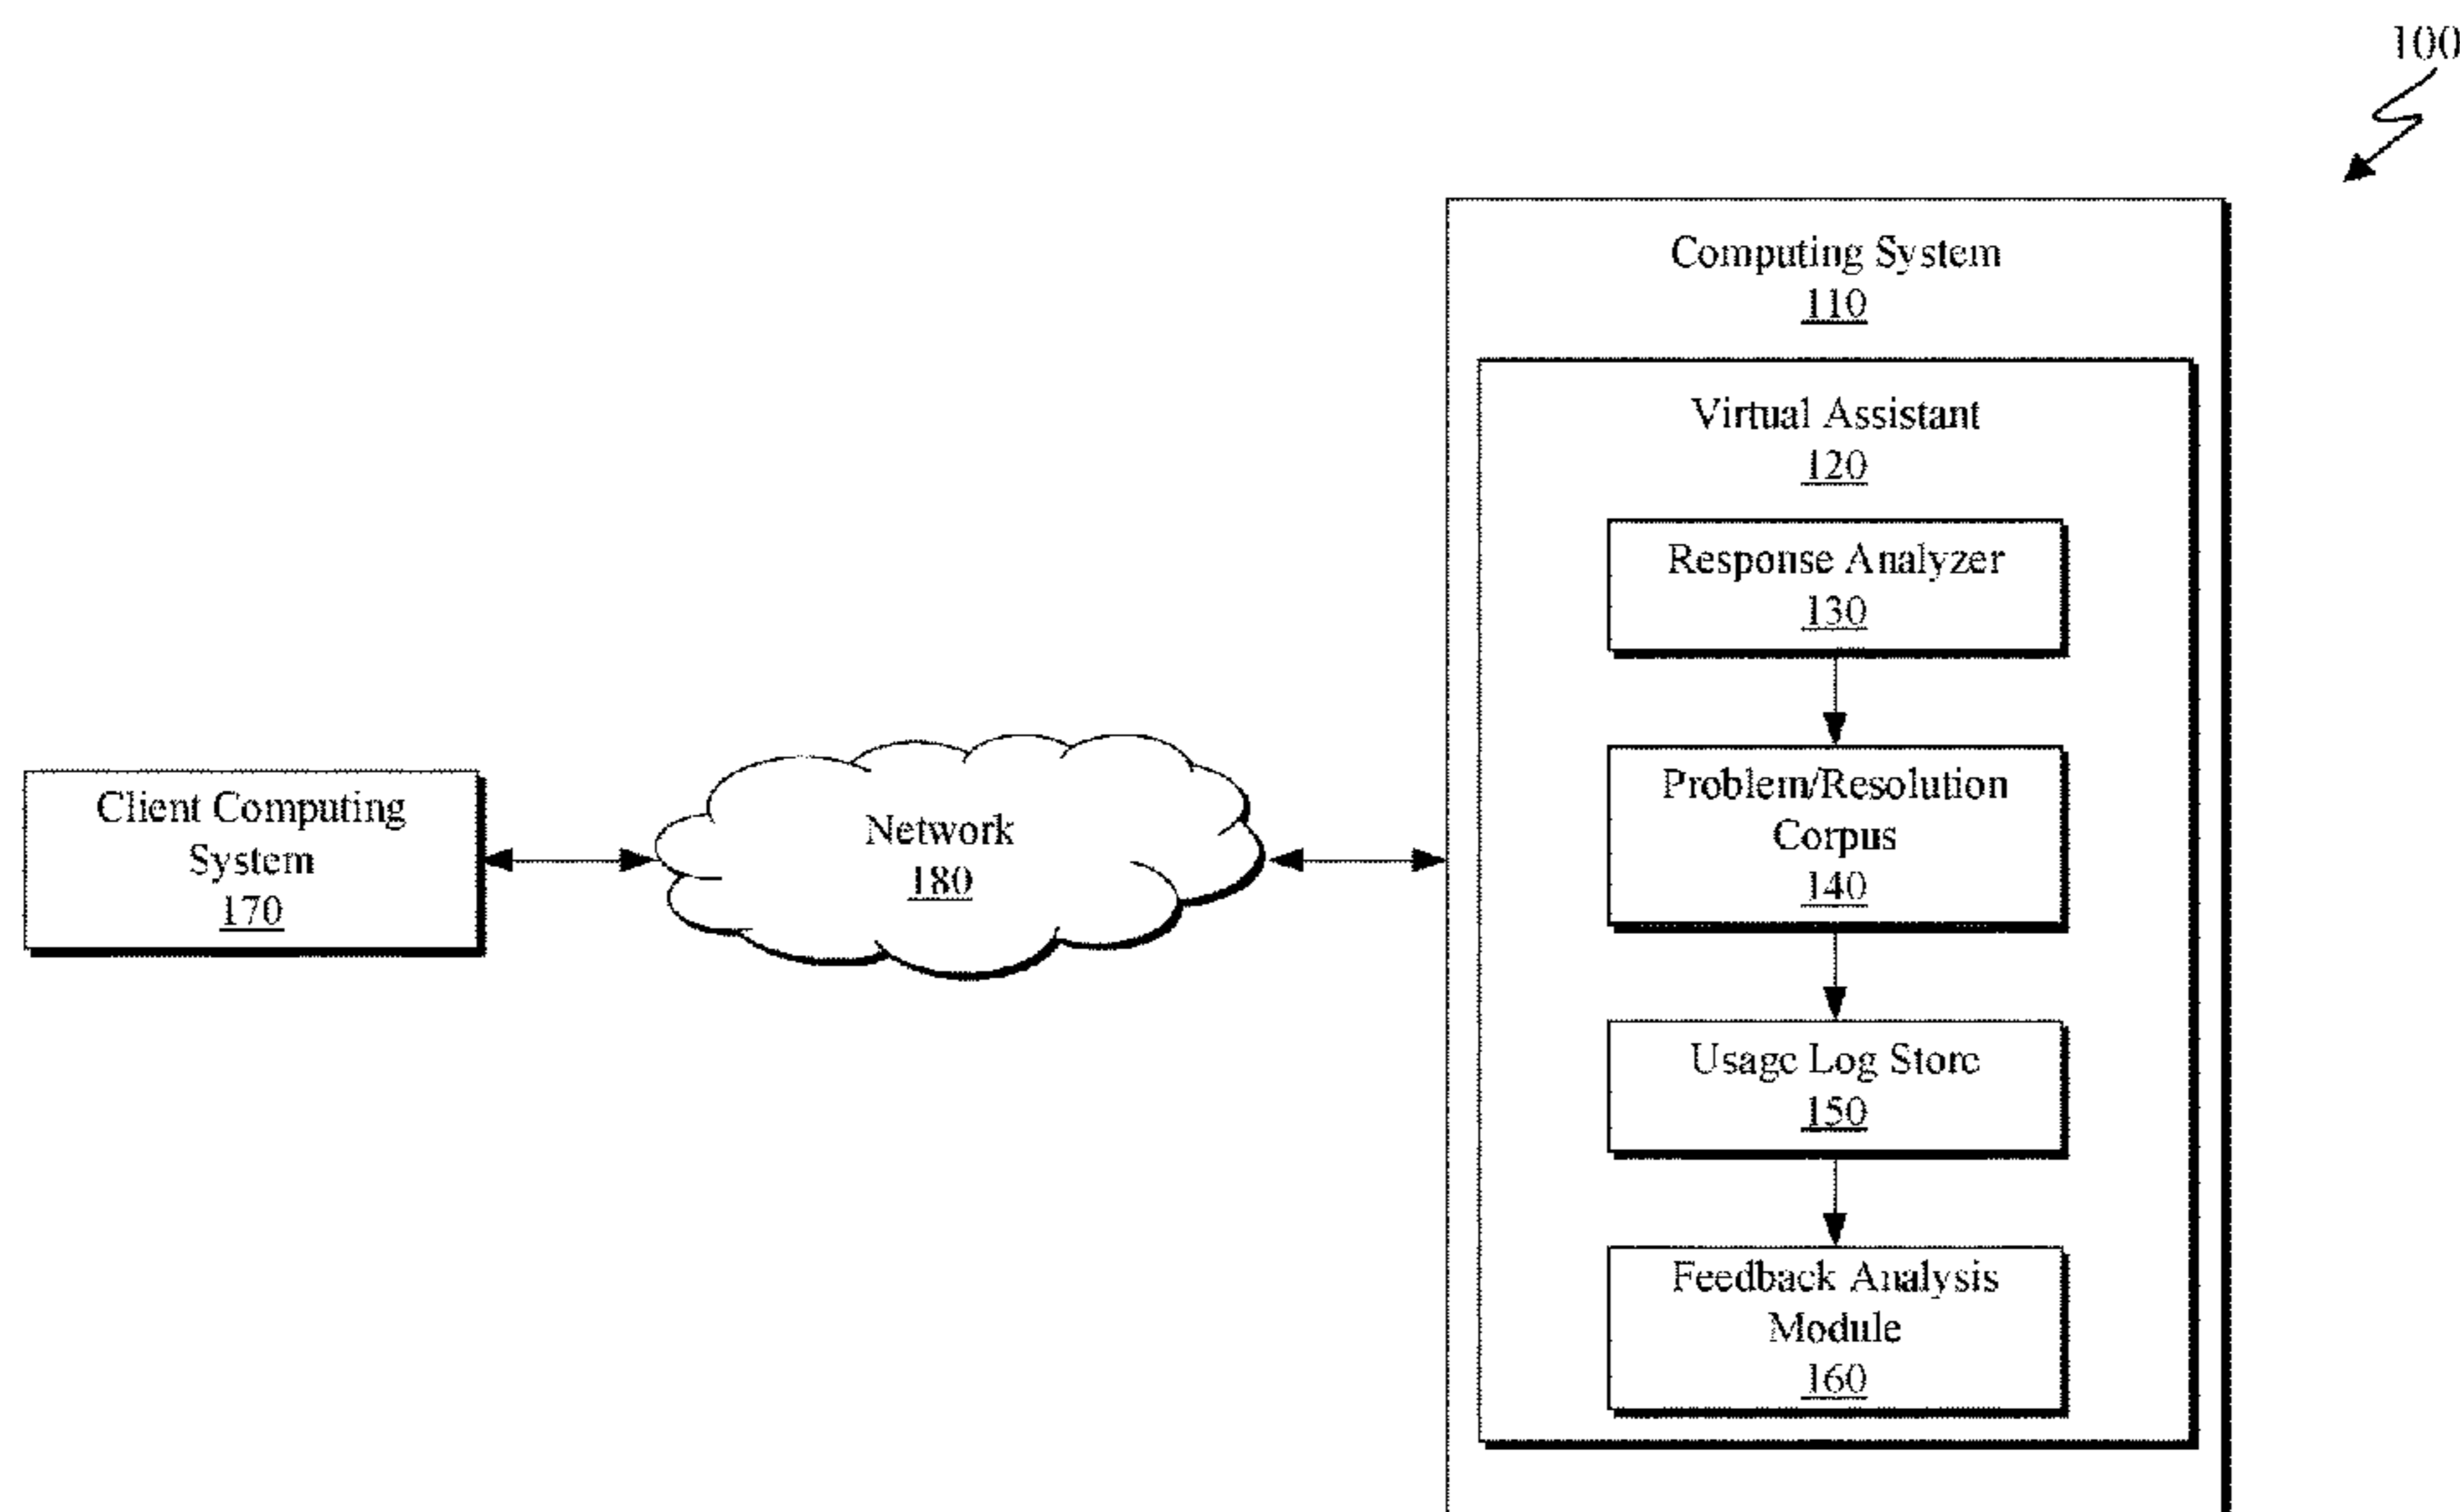 100
Computing System
110
Virtual Assistant
120
Response Analyzer
130
Problem/Resolution
Corpus
140
Usage Log Store
150
Feedback Analysis
Module
160
Client Computing
System
170
Network
180